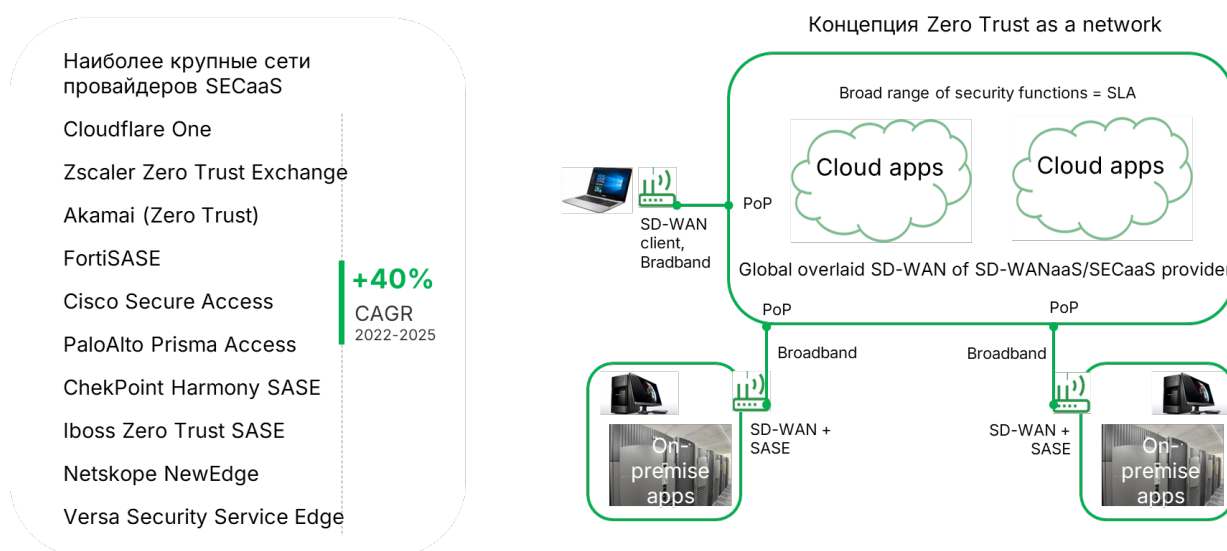 Наиболее крупные сети
провайдеров SECaaS
Cloudflare One
Zscaler Zero Trust Exchange
Akamai (Zero Trust)
FortiSASE
Cisco Secure Access
PaloAlto Prisma Access
ChekPoint Harmony SASE
Iboss Zero Trust SASE
Netskope NewEdge
Versa Security Service Edge
+40%
CAGR
2022-2025
Концепция Zero Trust as a network
Broad range of security functions = SLA
Cloud apps
Cloud apps
PoP
SD-WAN
client,
Bradband
Global overlaid SD-WAN of SD-WANaaS/SECaaS provider
PoP
PoP
Broadband
Broadband
SD-WAN +
SASE
SD-WAN +
SASE
On-
premise
apps
On-
premise
apps